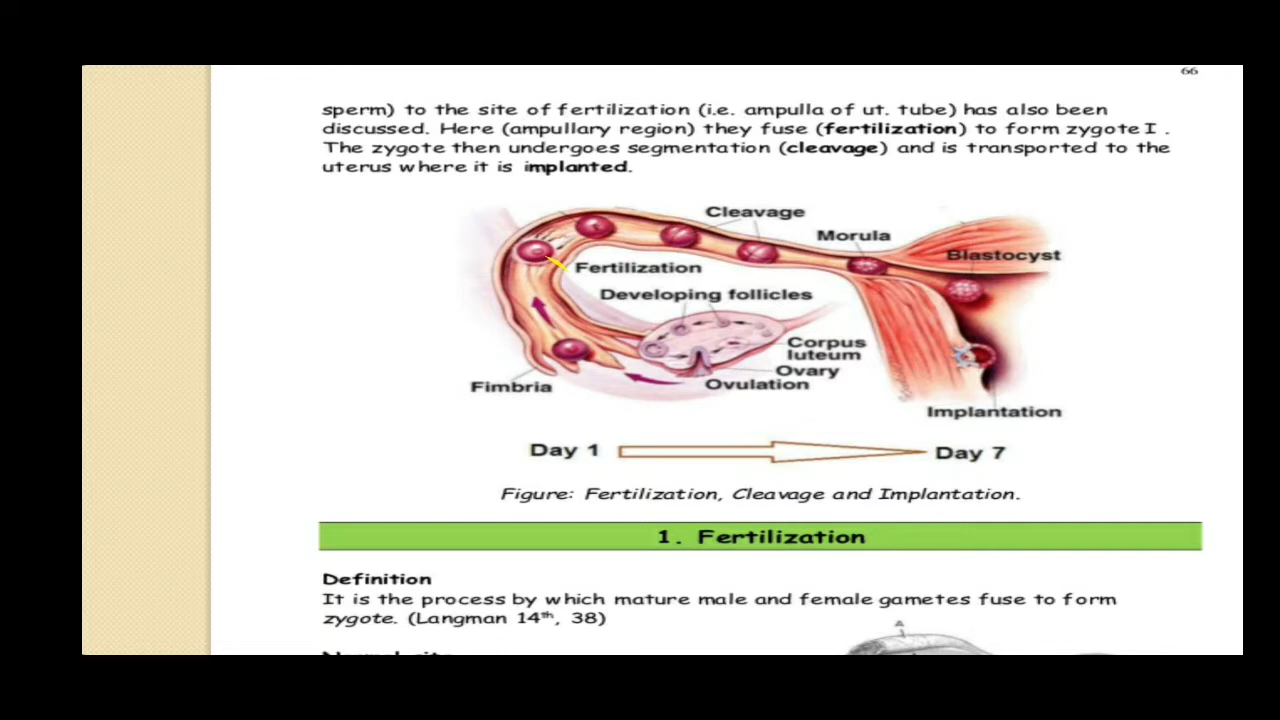 66
sperm) to the site of fertilization (i.e. ampulla of ut. tube) has also been
discussed. Here (ampullary region) they fuse (fertilization) to form zygote I .
The zygote then undergoes segmentation (cleavage) and is transported to the
uterus where it is implanted.
Cleavage
Morula
Blastocyst
Fertilization
Developing follicles
Corpus
luteum
Ovary
Ovulation
Fimbria
Implantation
Day 1
Day 7
Figure: Fertilization, Cleavage and Implantation.
1. Fertilization
Definition
It is the process by which mature male and female gametes fuse to form
zygote. (Langman 14th, 38)
A